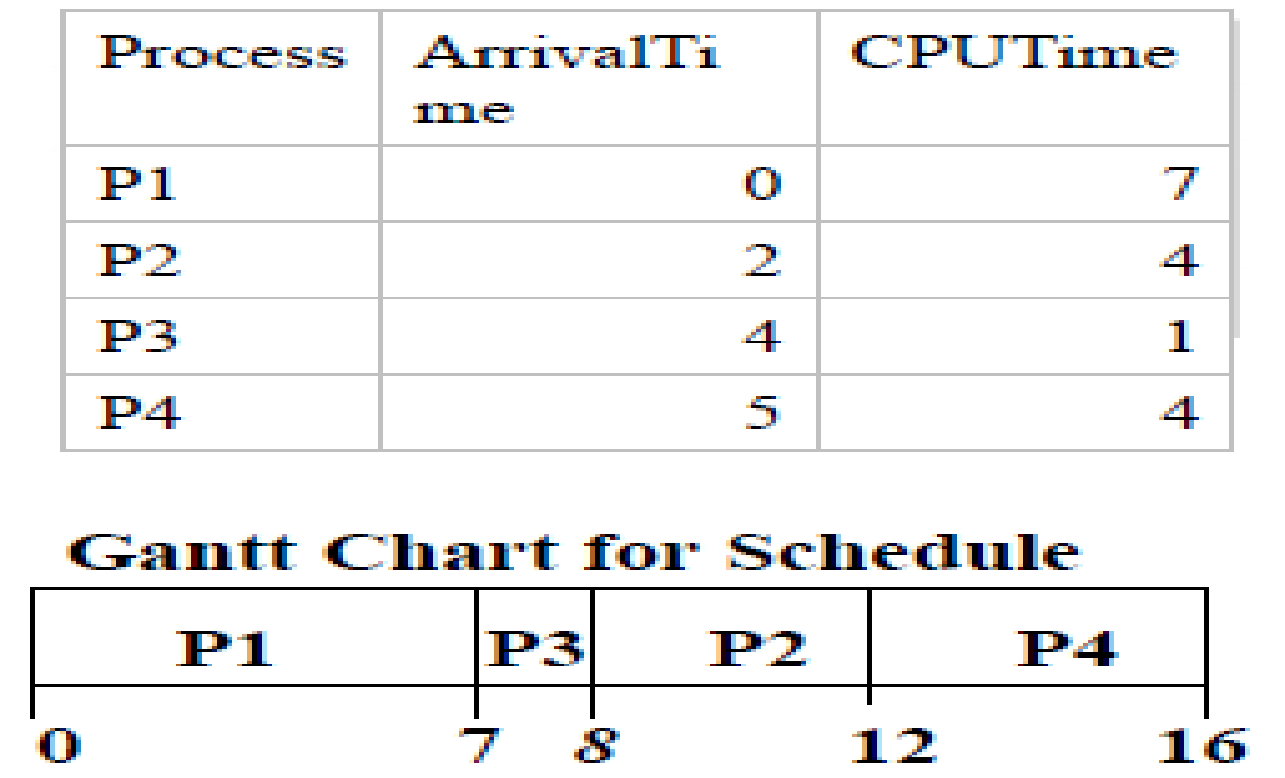 Process ArrivalTi CPUTime
me
P1 0 7
P2 2 4
P3 4 1
P4 5 4
Gantt Chart for Schedule
P1 P3 P2 P4
0 7 8 12 16